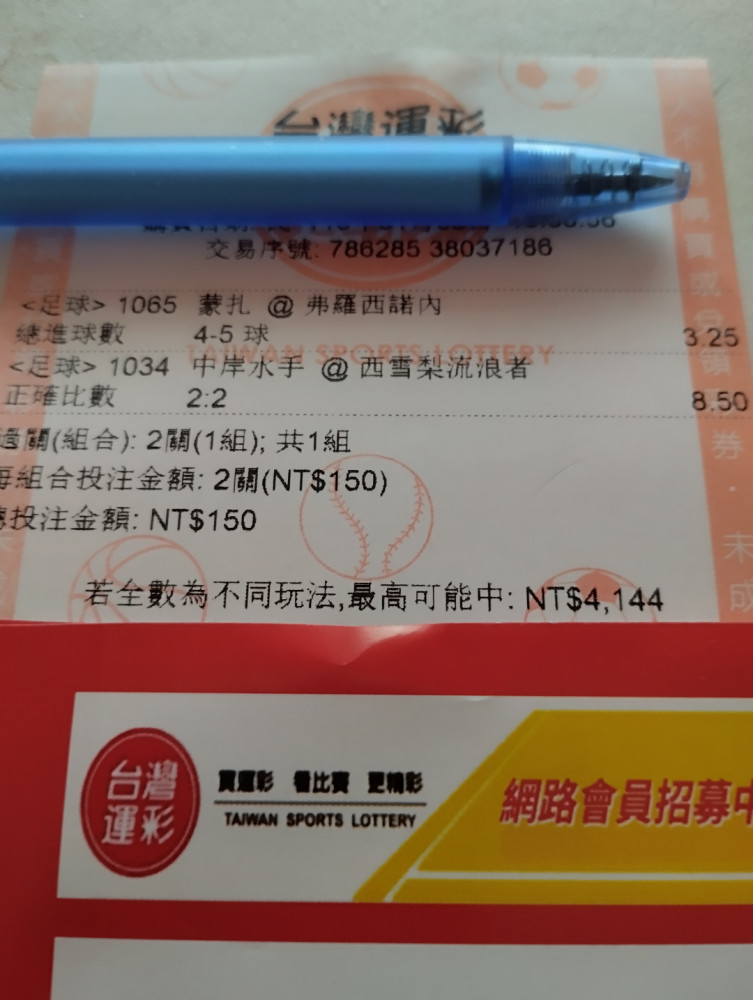 台灣運彩
交易序號: 786285 38037186
<足球> 1065 蒙扎 @ 弗羅西諾內
總進球數 4-5 球 3.25
TAIWAN SPORTS LOTTERY
<足球> 1034 中岸水手 @ 西雪梨流浪者
正確比數 2:2 8.50
過關(組合): 2關(1組); 共1組
每組合投注金額: 2關(NT$150)
總投注金額: NT$150
若全數為不同玩法,最高可能中: NT$4,144
台灣運彩
買運彩 看比賽 更精彩
TAIWAN SPORTS LOTTERY
網路會員招募中